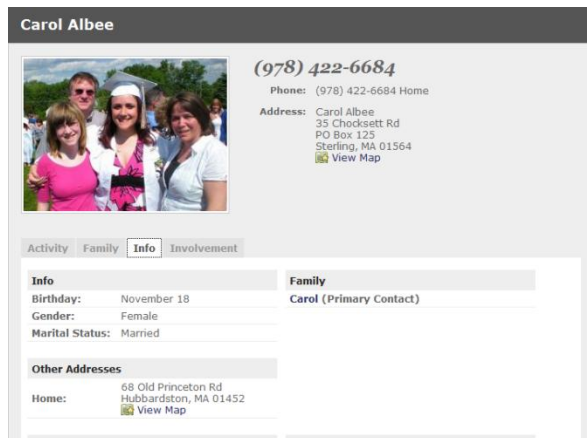 Carol Albee
(978) 422-6684
Phone: (978) 422-6684 Home
Address: Carol Albee
35 Chocksett Rd
PO Box 125
Sterling, MA 01564
View Map
Activity Family Info Involvement
Info
Birthday: November 18
Gender: Female
Marital Status: Married
Family
Carol (Primary Contact)
Other Addresses
Home: 68 Old Princeton Rd
Hubbardston, MA 01452
View Map